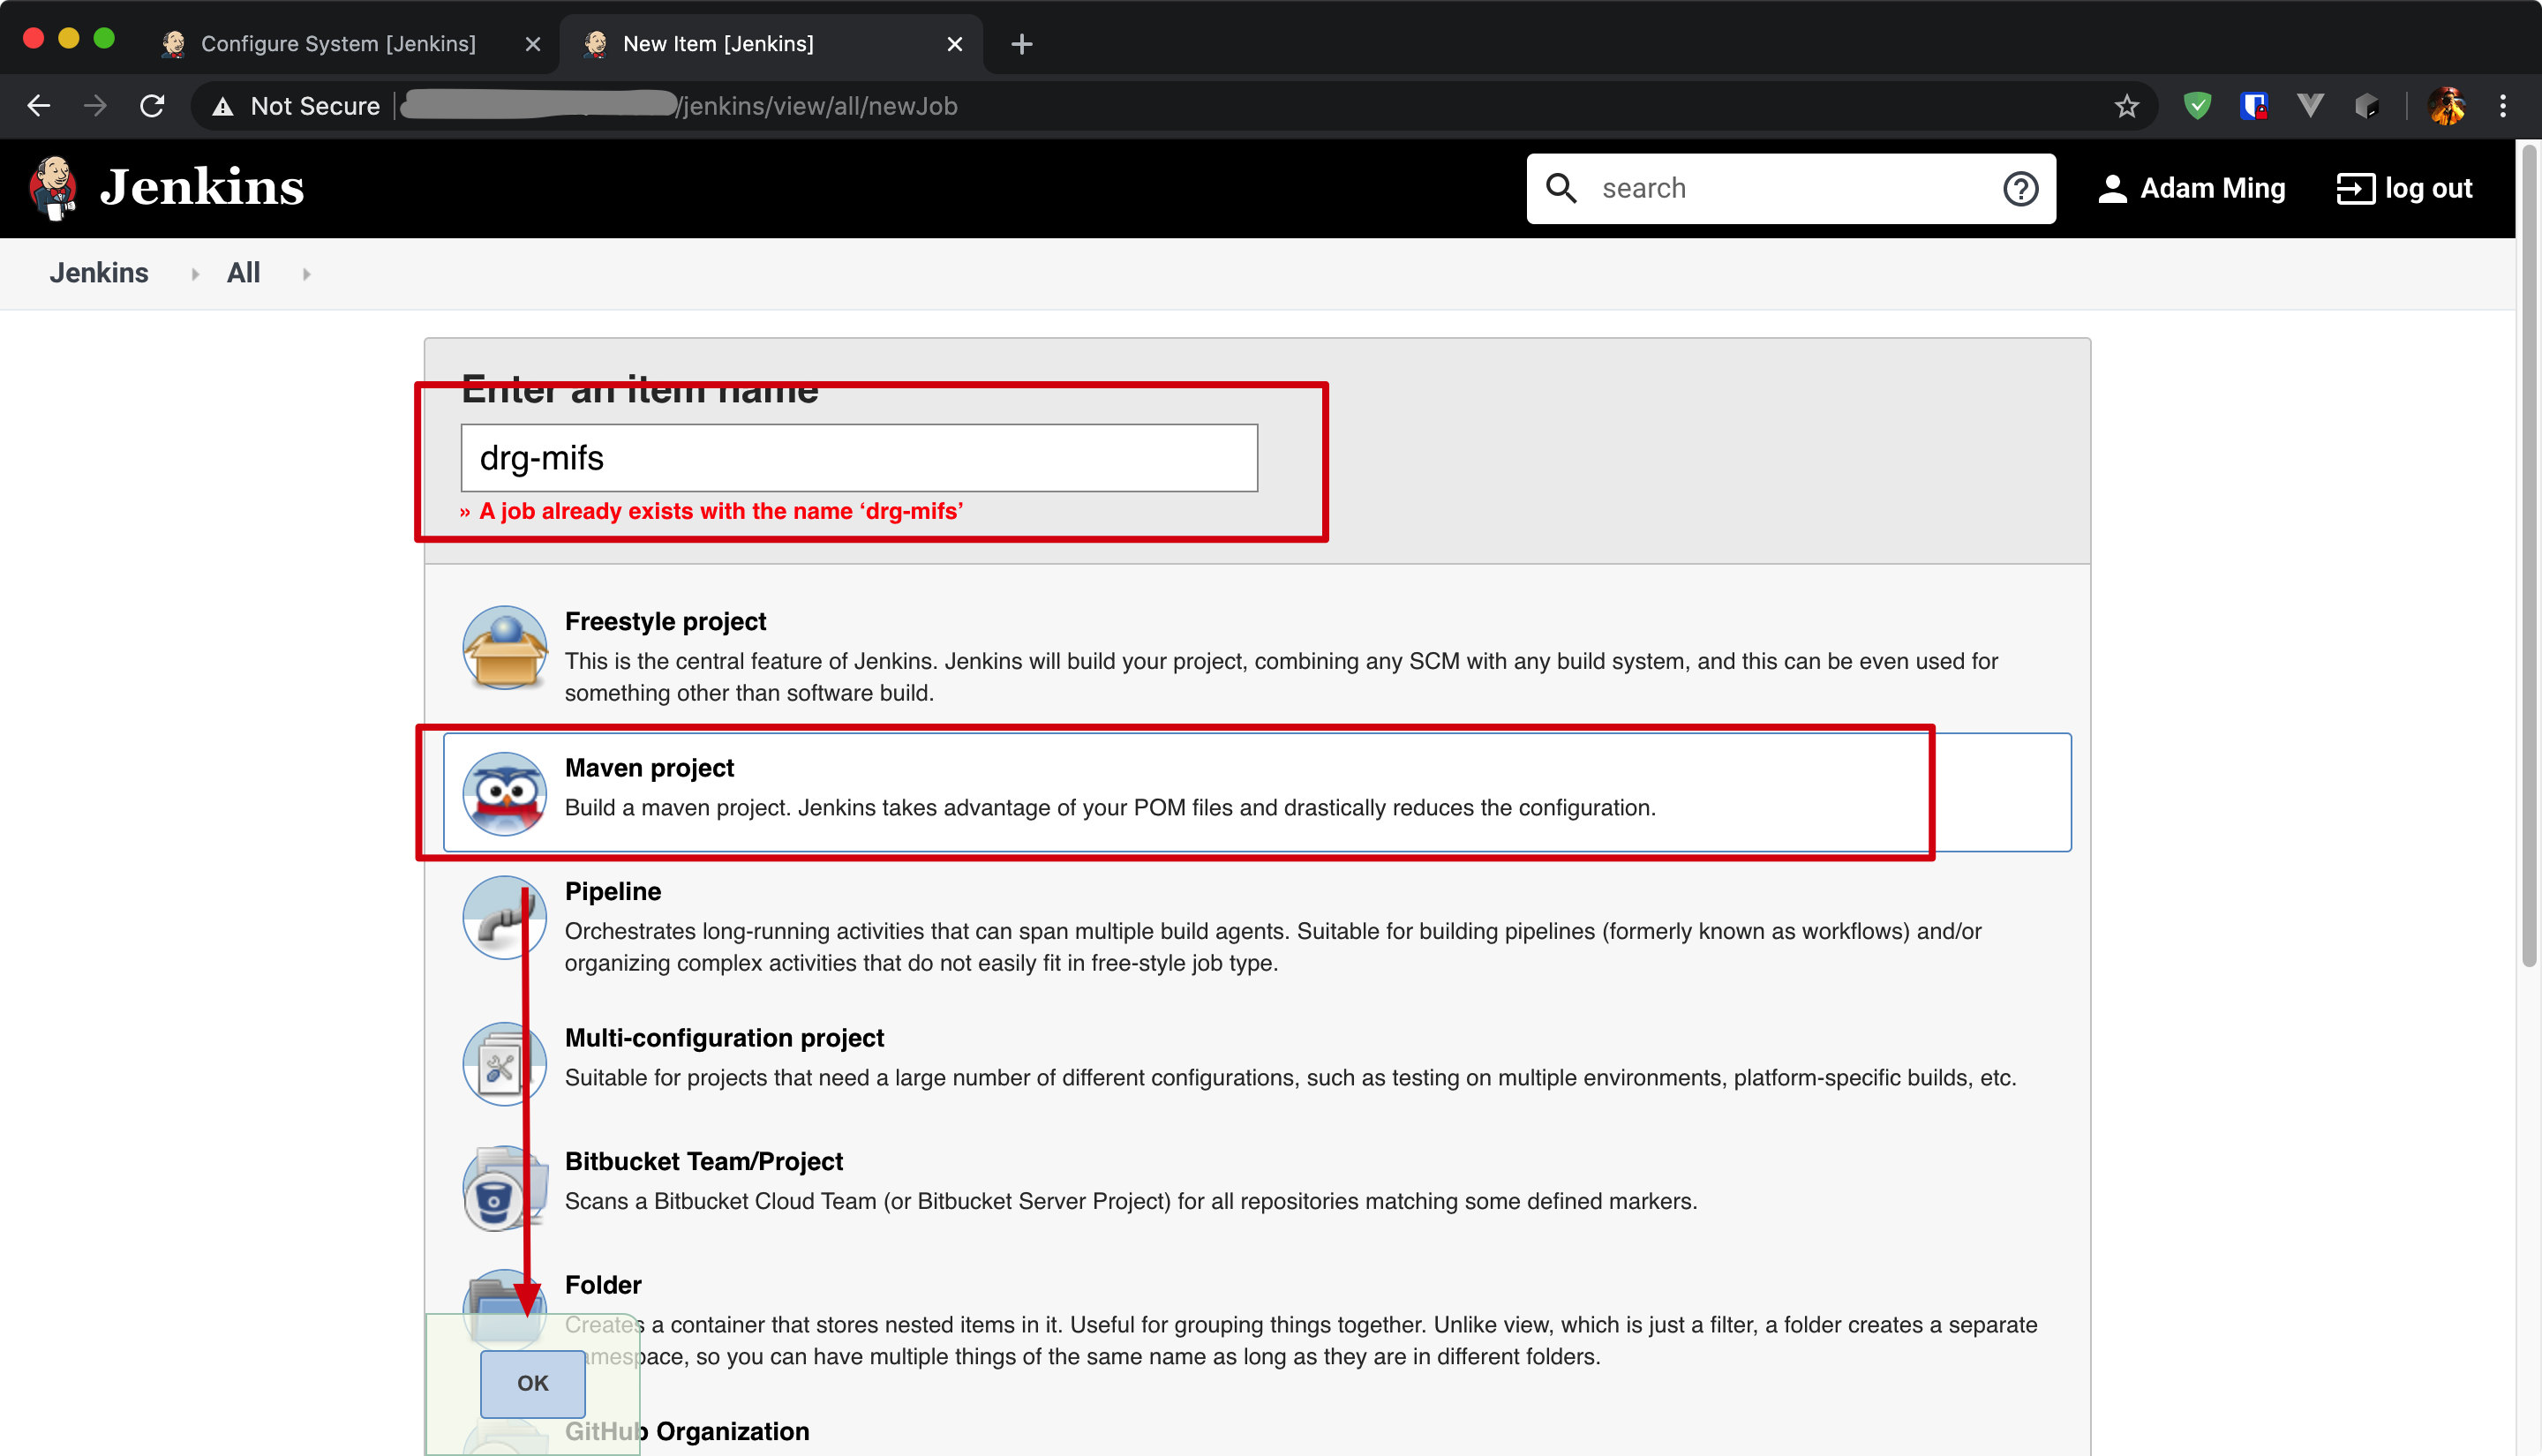 Configure System [Jenkins]
New Item [Jenkins]
Not Secure
/jenkins/view/all/newJob
Jenkins
search
Adam Ming
log out
Jenkins
All
Enter an item name
drg-mifs
» A job already exists with the name ‘drg-mifs’
Freestyle project
This is the central feature of Jenkins. Jenkins will build your project, combining any SCM with any build system, and this can be even used for
something other than software build.
Maven project
Build a maven project. Jenkins takes advantage of your POM files and drastically reduces the configuration.
Pipeline
Orchestrates long-running activities that can span multiple build agents. Suitable for building pipelines (formerly known as workflows) and/or
organizing complex activities that do not easily fit in free-style job type.
Multi-configuration project
Suitable for projects that need a large number of different configurations, such as testing on multiple environments, platform-specific builds, etc.
Bitbucket Team/Project
Scans a Bitbucket Cloud Team (or Bitbucket Server Project) for all repositories matching some defined markers.
Folder
Creates a container that stores nested items in it. Useful for grouping things together. Unlike view, which is just a filter, a folder creates a separate
so you can have multiple things of the same name as long as they are in different folders.
OK
GitHub Organization